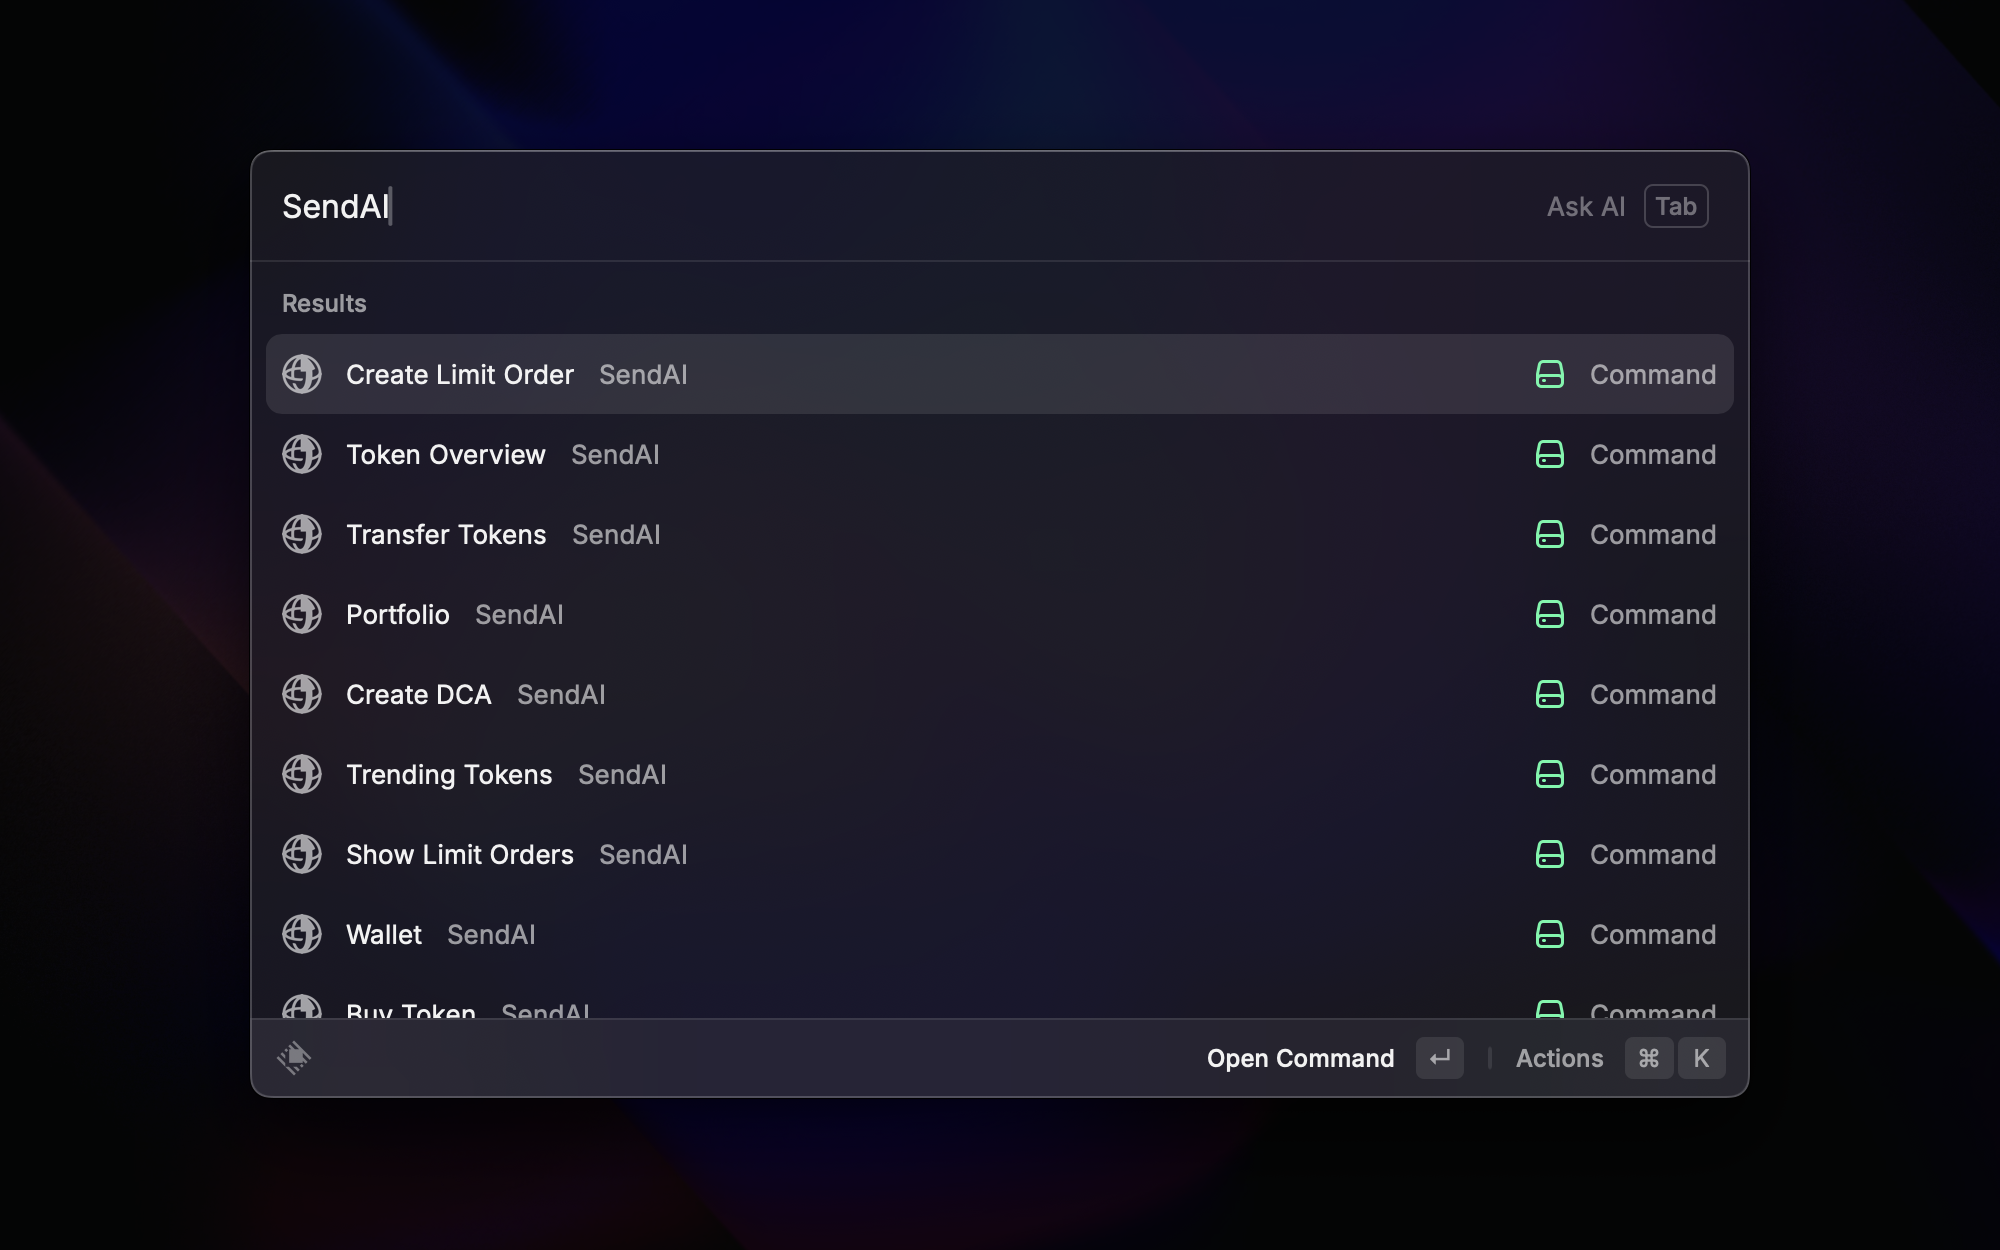 SendAI Ask AI Tab
Results
Create Limit Order SendAI Command
Token Overview SendAI Command
Transfer Tokens SendAI Command
Portfolio SendAI Command
Create DCA SendAI Command
Trending Tokens SendAI Command
Show Limit Orders SendAI Command
Wallet SendAI Command
Buy Token SendAI Command
Open Command ↵ Actions ⌘ K